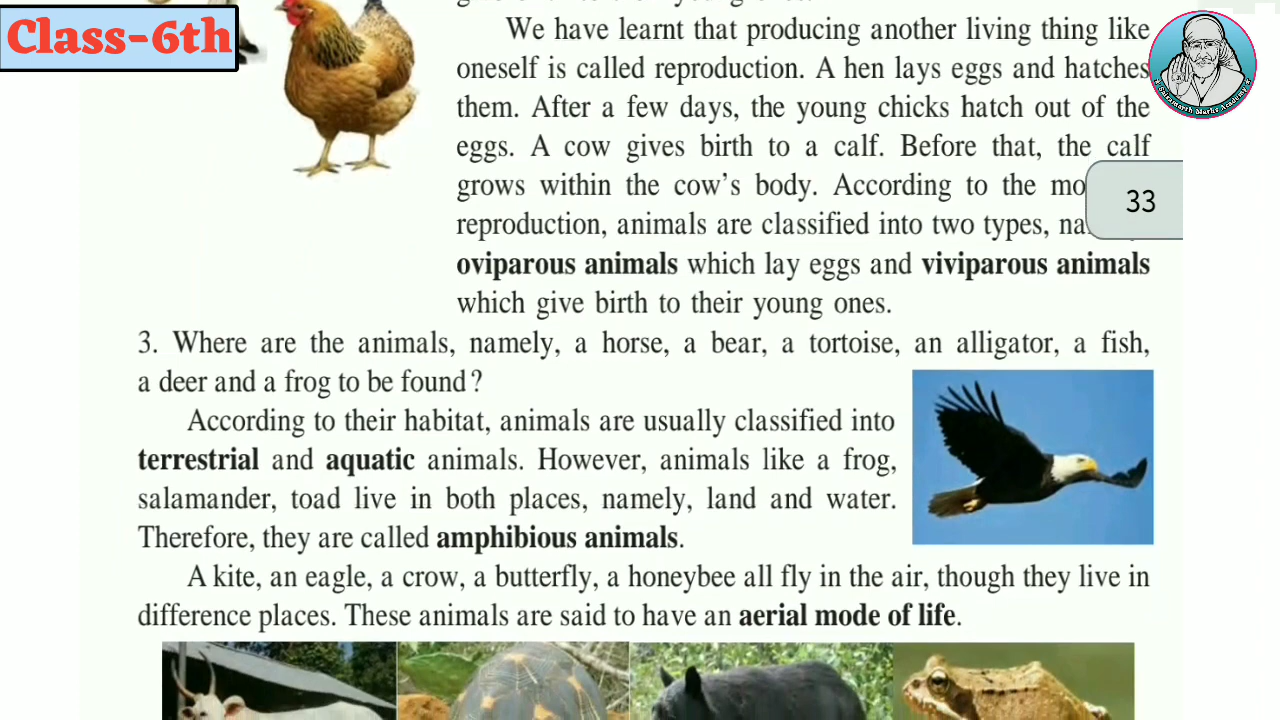 Class-6th
We have learnt that producing another living thing like
oneself is called reproduction. A hen lays eggs and hatches
them. After a few days, the young chicks hatch out of the
eggs. A cow gives birth to a calf. Before that, the calf
grows within the cow's body. According to the
33
reproduction, animals are classified into two types,
oviparous animals which lay eggs and viviparous animals
which give birth to their young ones.
3. Where are the animals, namely, a horse, a bear, a tortoise, an alligator, a fish,
a deer and a frog to be found?
According to their habitat, animals are usually classified into
terrestrial and aquatic animals. However, animals like a frog,
salamander, toad live in both places, namely, land and water.
Therefore, they are called amphibious animals.
A kite, an eagle, a crow, a butterfly, a honeybee all fly in the air, though they live in
difference places. These animals are said to have an aerial mode of life.